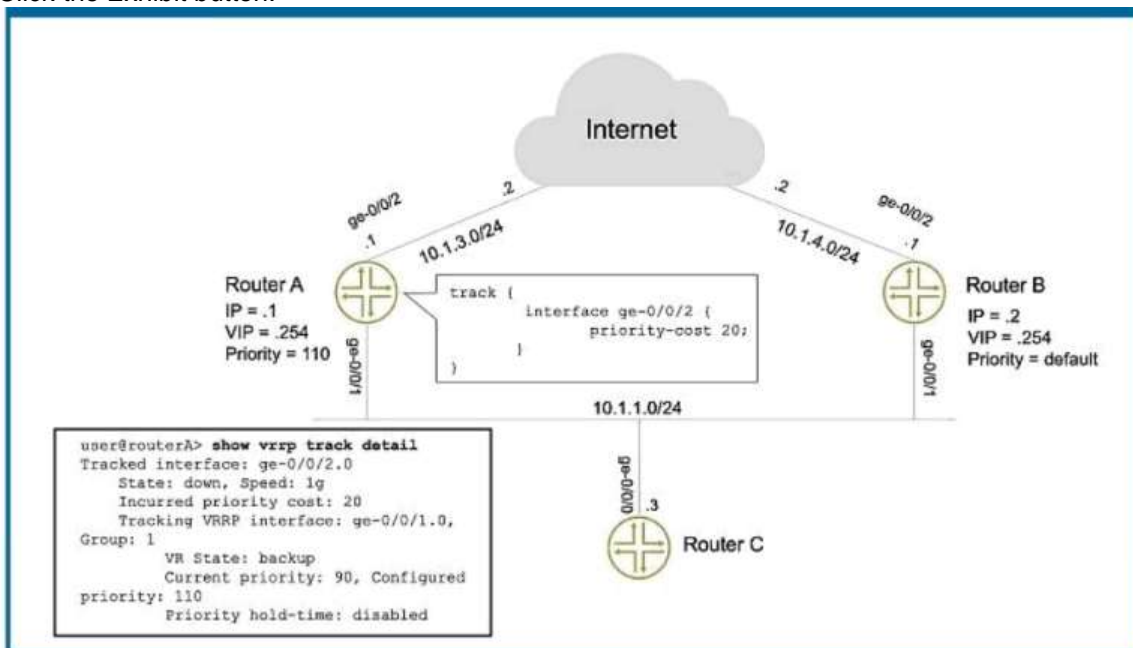 Click the Exhibit button.
Internet
.2
.2
ge-0/0/2
ge-0/0/2
.1
10.1.3.0/24
10.1.4.0/24
.1
Router A
IP = .1
VIP = .254
Priority = 110
track {
interface ge-0/0/2 {
priority-cost 20;
}
}
Router B
IP = .2
VIP = .254
Priority = default
ge-0/0/1
ge-0/0/1
10.1.1.0/24
user@routerA> show vrrp track detail
Tracked interface: ge-0/0/2.0
State: down, Speed: 1g
Incurred priority cost: 20
Tracking VRRP interface: ge-0/0/1.0,
Group: 1
VR State: backup
Current priority: 90, Configured
priority: 110
Priority hold-time: disabled
ge-0/0/0
.3
Router C